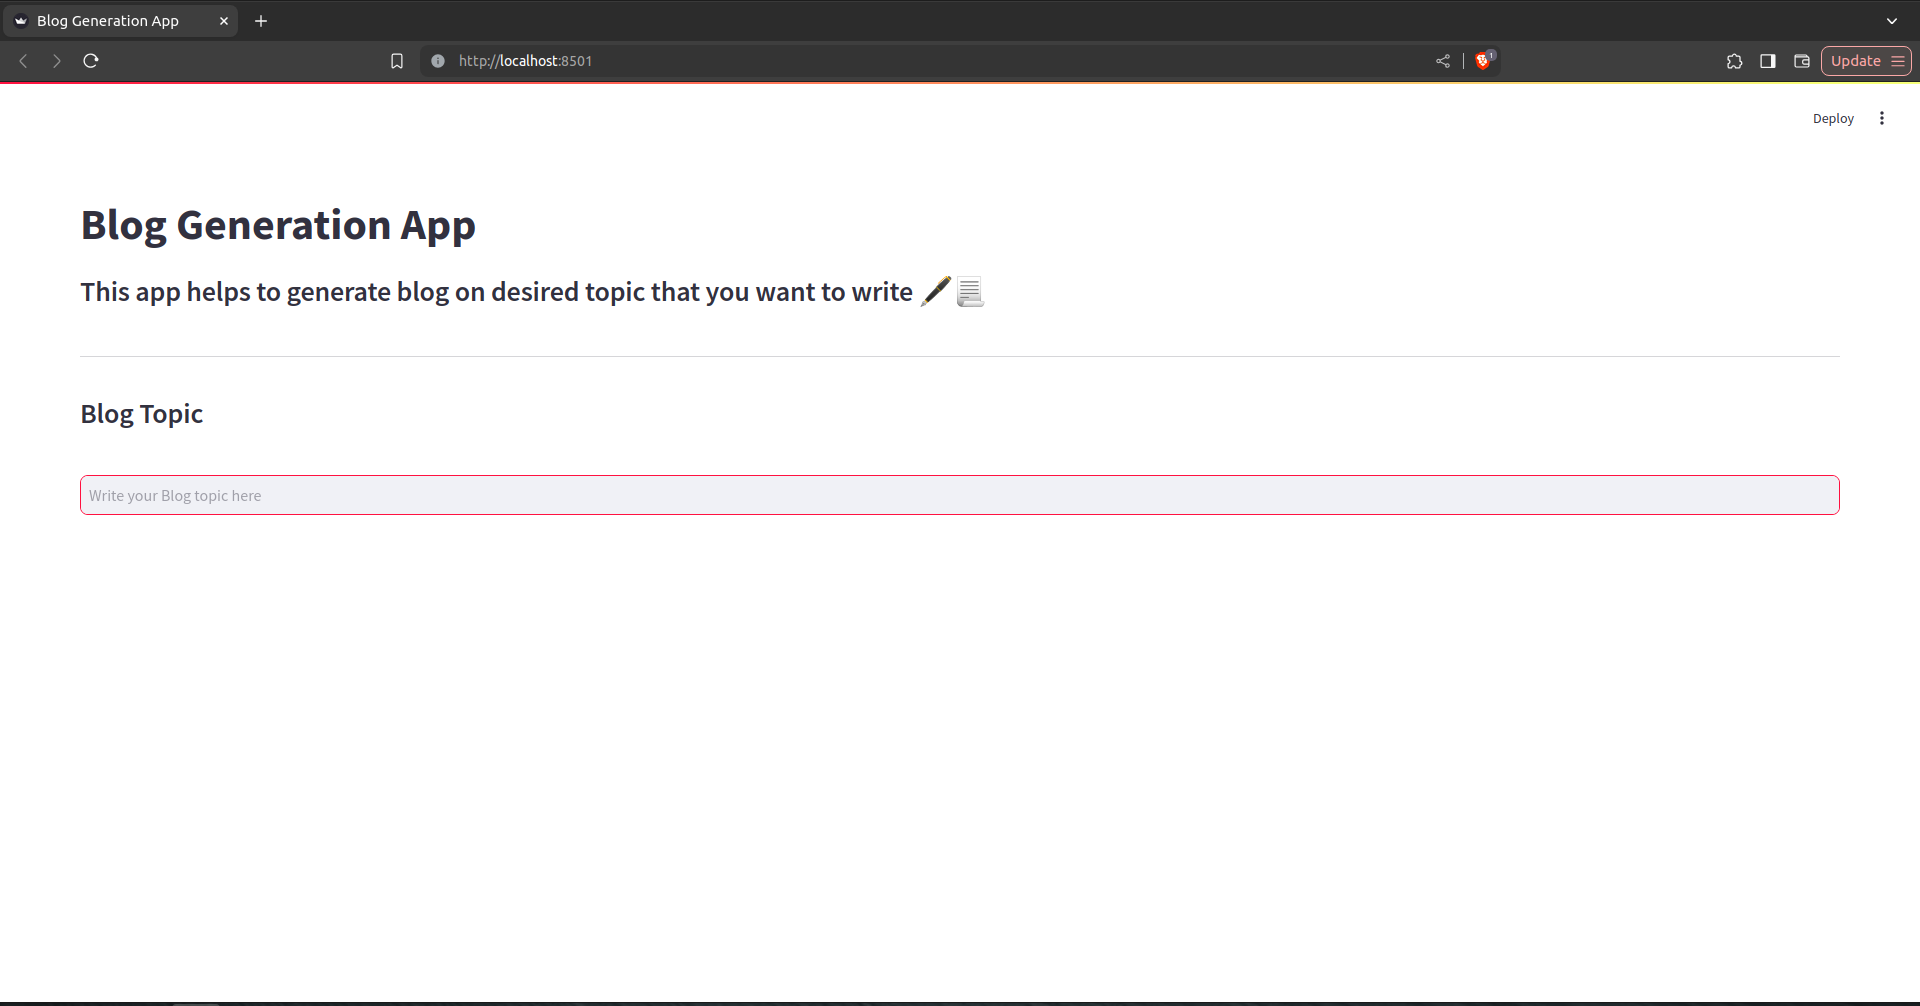 Blog Generation App
http://localhost:8501
1
Update
Deploy
Blog Generation App
This app helps to generate blog on desired topic that you want to write 🖋️📃
Blog Topic
Write your Blog topic here